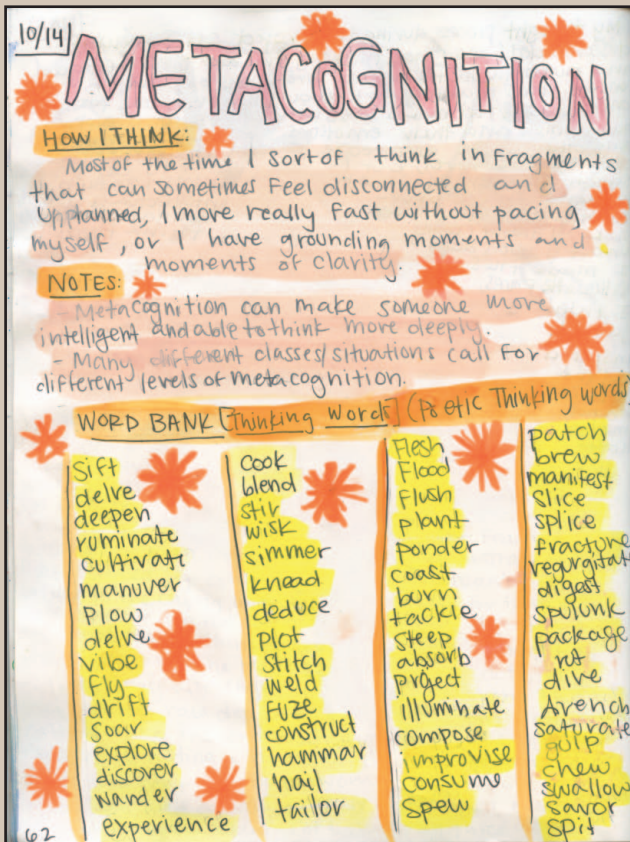 10/14
METACOGNITION
HOW I THINK:
Most of the time I sort of think in fragments
that can sometimes feel disconnected and
upplanned, I more really fast without pacing
myself, or I have grounding moments and
moments of clarity.
NOTES:
- Metacognition can make someone more
intelligent and able to think more deeply.
- Many different classes/situations call for
different levels of metacognition.
WORD BANK [Thinking Words] (Poetic Thinking words)
Sift
delve
deepen
ruminate
cultivate
manuver
Plow
delve
vibe
fly
drift
soar
explore
discover
wander
experience
cook
blend
stir
wisk
simmer
knead
deduce
plot
stitch
weld
fuze
construct
hammar
nail
tailor
Flesh
Flood
flush
plant
ponder
coast
burn
tackle
steep
absorb
project
illuminate
compose
improvise
consume
spew
patch
brew
manifest
slice
splice
fracture
regurgitate
digest
spulunk
package
rot
dive
drench
saturate
gulp
chew
swallow
savor
spit
62